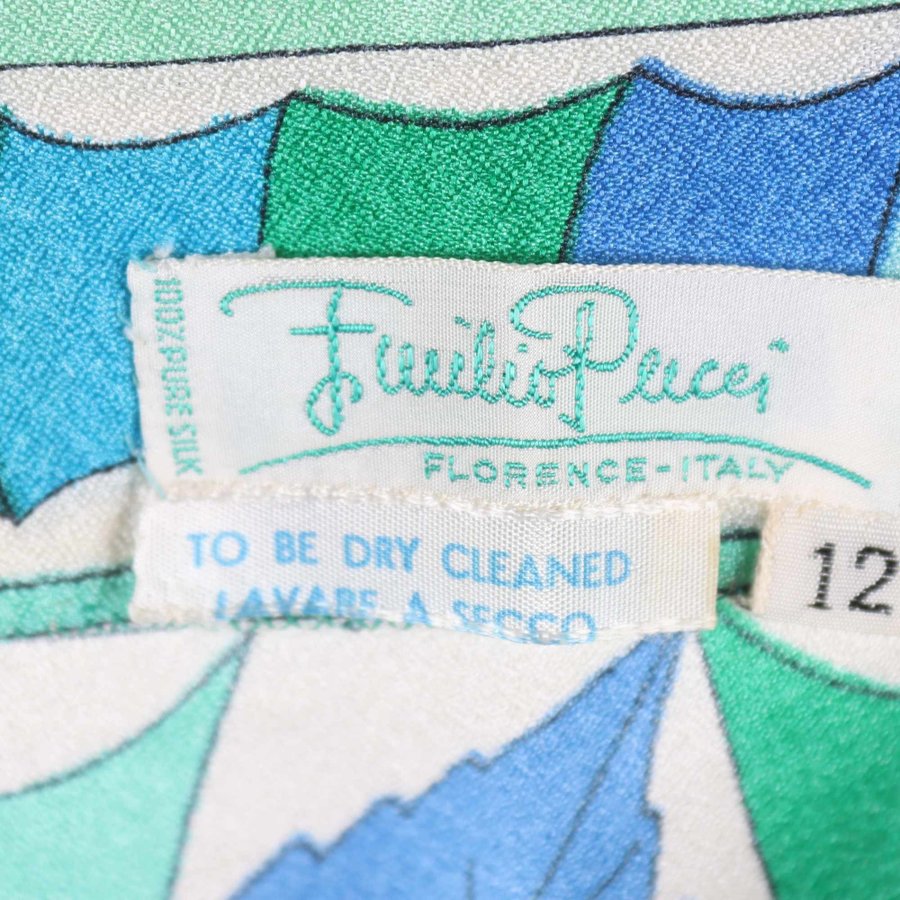 100% PURE SILK
Emilio Pucci
FLORENCE-ITALY
TO BE DRY CLEANED
LAVARE A SECCO
12